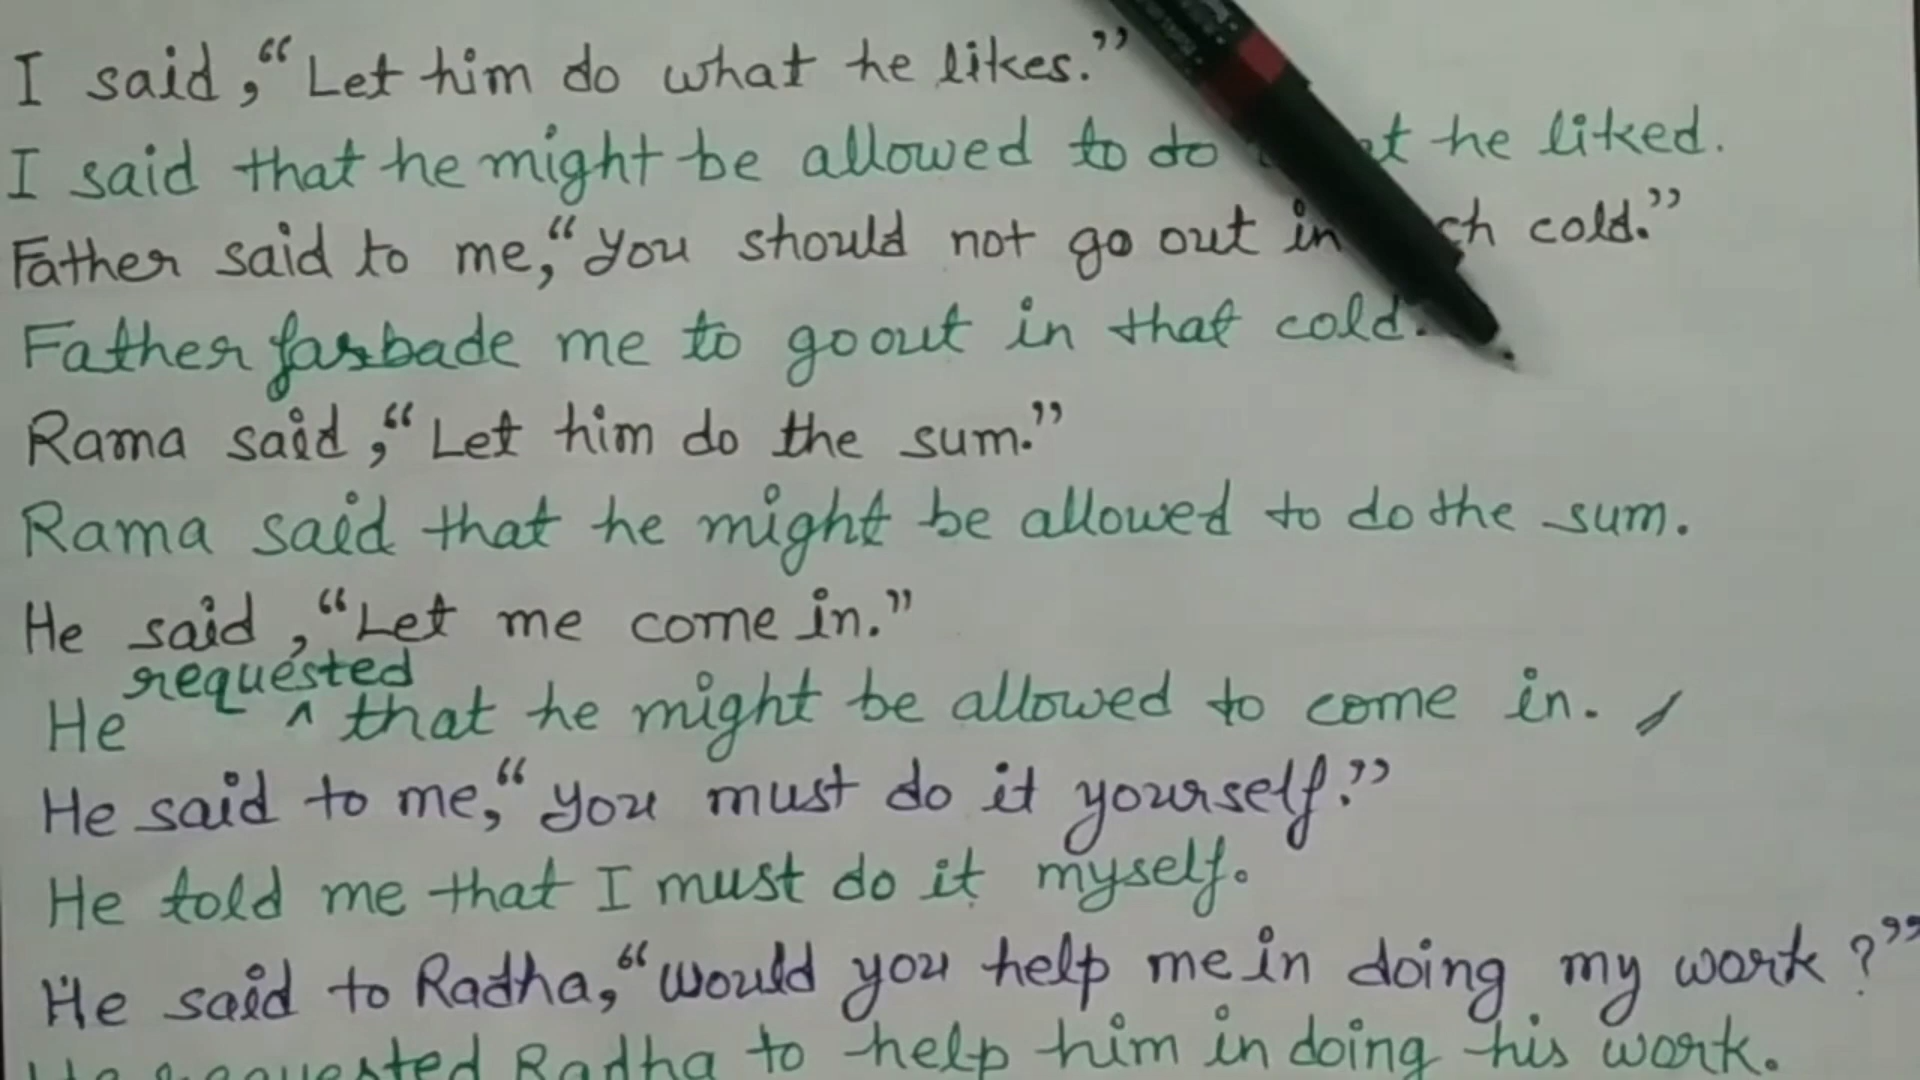 I said, “Let him do what he likes.”
I said that he might be allowed to do he liked.
Father said to me, “You should not go out in cold.”
Father farbade me to go out in that cold.
Rama said, “Let him do the sum.”
Rama said that he might be allowed to do the sum.
He said, “Let me come in.”
requested
He ^ that he might be allowed to come in. /
He said to me, “You must do it yourself.”
He told me that I must do it myself.
He said to Radha, “Would you help me in doing my work?”
He requested Radha to help him in doing his work.